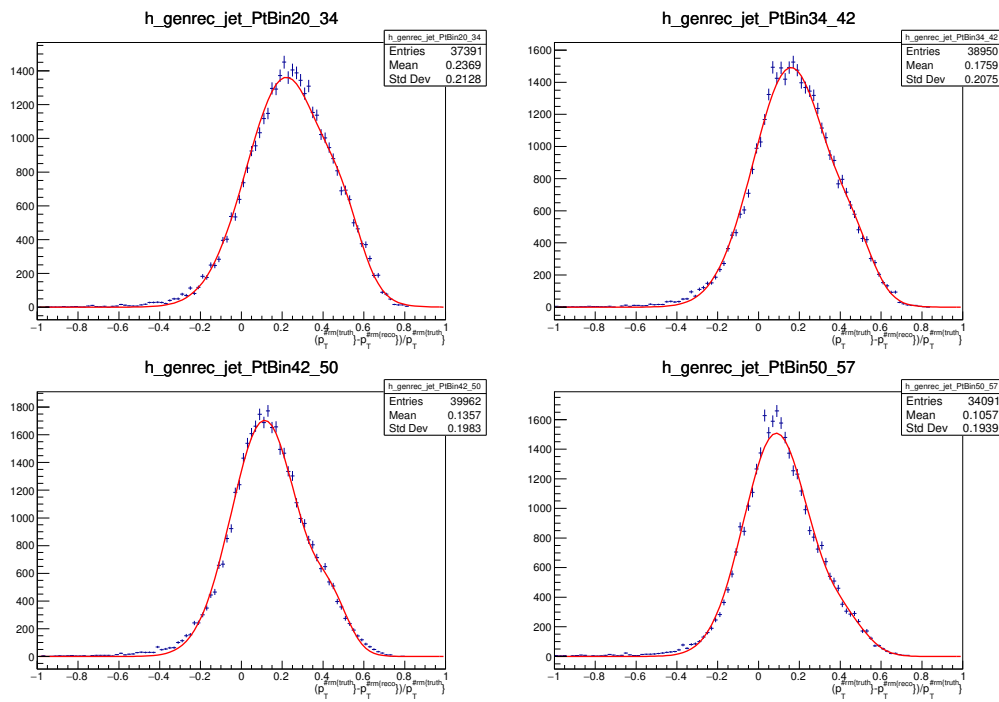 h_genrec_jet_PtBin20_34
h_genrec_jet_PtBin20_34
Entries 37391
Mean 0.2369
Std Dev 0.2128
1400
1200
1000
800
600
400
200
0
−1 −0.8 −0.6 −0.4 −0.2 0 0.2 0.4 0.6 0.8 1
(p_T^{#rm{truth}}-p_T^{#rm{reco}})/p_T^{#rm{truth}}
h_genrec_jet_PtBin34_42
h_genrec_jet_PtBin34_42
Entries 38950
Mean 0.1759
Std Dev 0.2075
1600
1400
1200
1000
800
600
400
200
0
−1 −0.8 −0.6 −0.4 −0.2 0 0.2 0.4 0.6 0.8 1
(p_T^{#rm{truth}}-p_T^{#rm{reco}})/p_T^{#rm{truth}}
h_genrec_jet_PtBin42_50
h_genrec_jet_PtBin42_50
Entries 39962
Mean 0.1357
Std Dev 0.1983
1800
1600
1400
1200
1000
800
600
400
200
0
−1 −0.8 −0.6 −0.4 −0.2 0 0.2 0.4 0.6 0.8 1
(p_T^{#rm{truth}}-p_T^{#rm{reco}})/p_T^{#rm{truth}}
h_genrec_jet_PtBin50_57
h_genrec_jet_PtBin50_57
Entries 34091
Mean 0.1057
Std Dev 0.1939
1600
1400
1200
1000
800
600
400
200
0
−1 −0.8 −0.6 −0.4 −0.2 0 0.2 0.4 0.6 0.8 1
(p_T^{#rm{truth}}-p_T^{#rm{reco}})/p_T^{#rm{truth}}